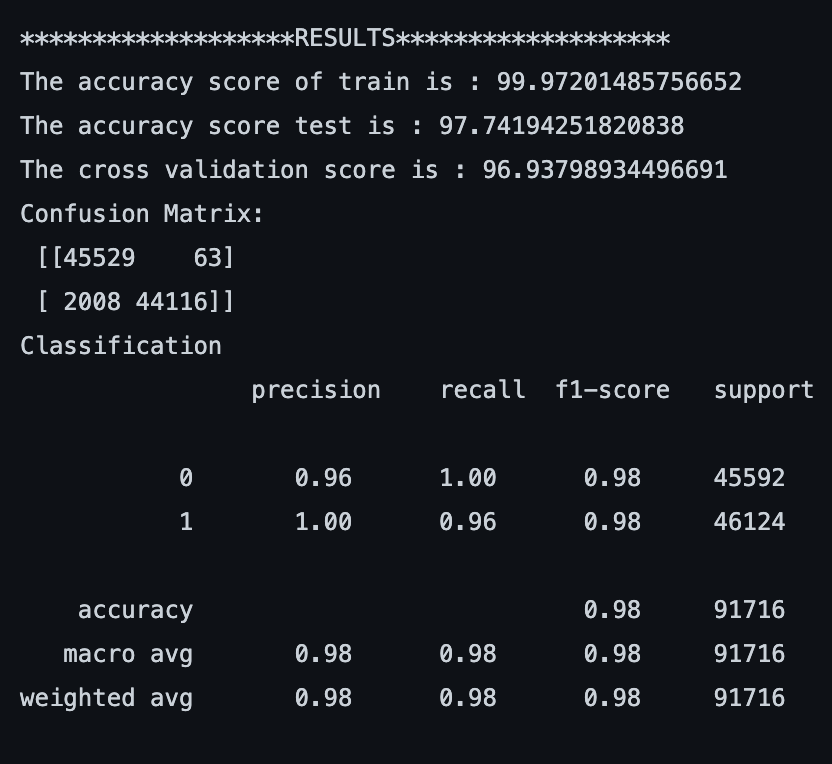 *******************RESULTS*******************
The accuracy score of train is : 99.97201485756652
The accuracy score test is : 97.74194251820838
The cross validation score is : 96.93798934496691
Confusion Matrix:
[[45529    63]
[ 2008 44116]]
Classification
precision    recall  f1-score   support
0       0.96      1.00      0.98     45592
1       1.00      0.96      0.98     46124
accuracy                           0.98     91716
macro avg       0.98      0.98      0.98     91716
weighted avg       0.98      0.98      0.98     91716